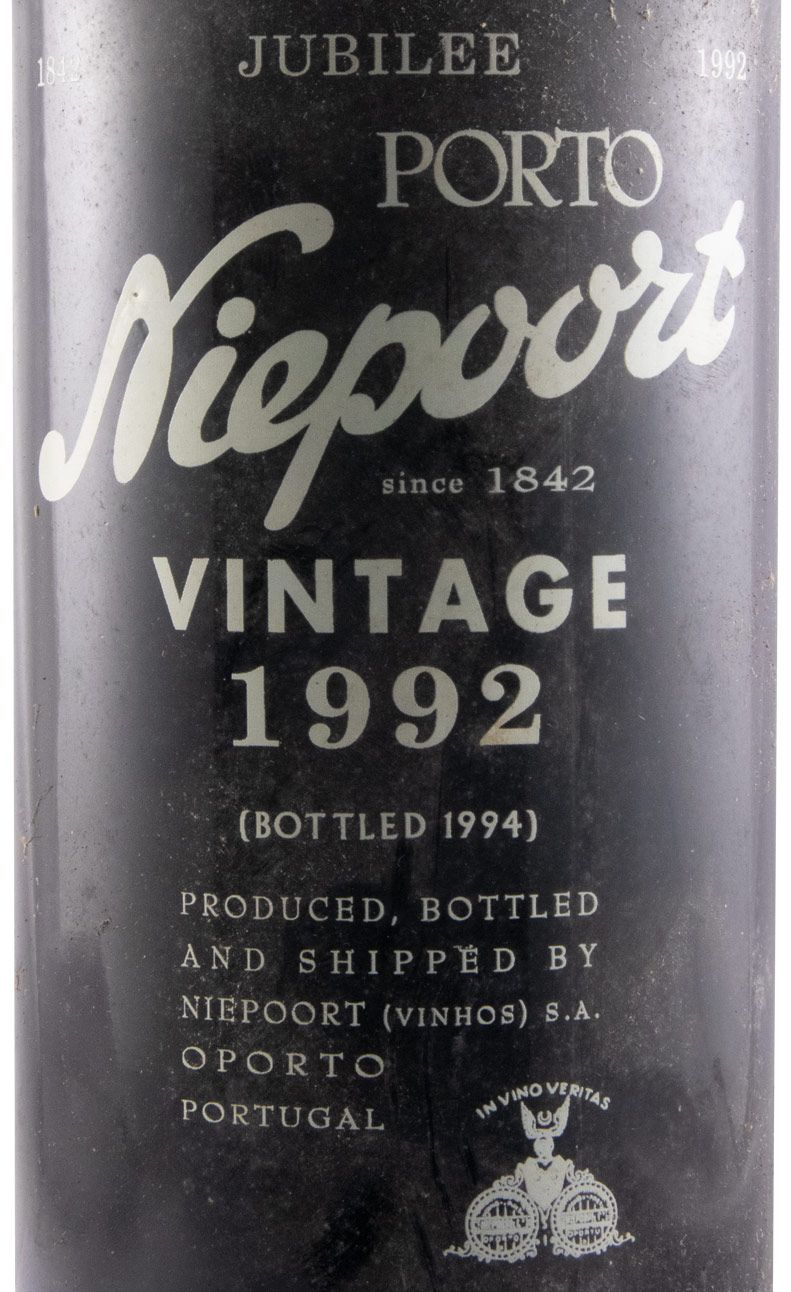 JUBILEE
1842 1992
PORTO
Niepoort
since 1842
VINTAGE
1992
(BOTTLED 1994)
PRODUCED, BOTTLED
AND SHIPPED BY
NIEPOORT (VINHOS) S.A.
OPORTO
PORTUGAL
IN VINO VERITAS